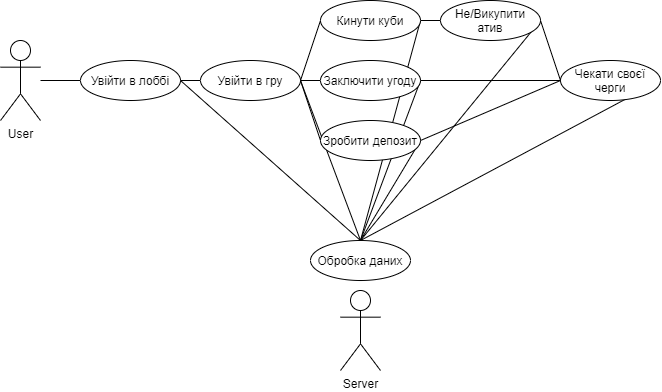 Кинути куби
Не/Викупити
атив
User
Увійти в лоббі
Увійти в гру
Заключити угоду
Чекати своєї
черги
Зробити депозит
Обробка даних
Server